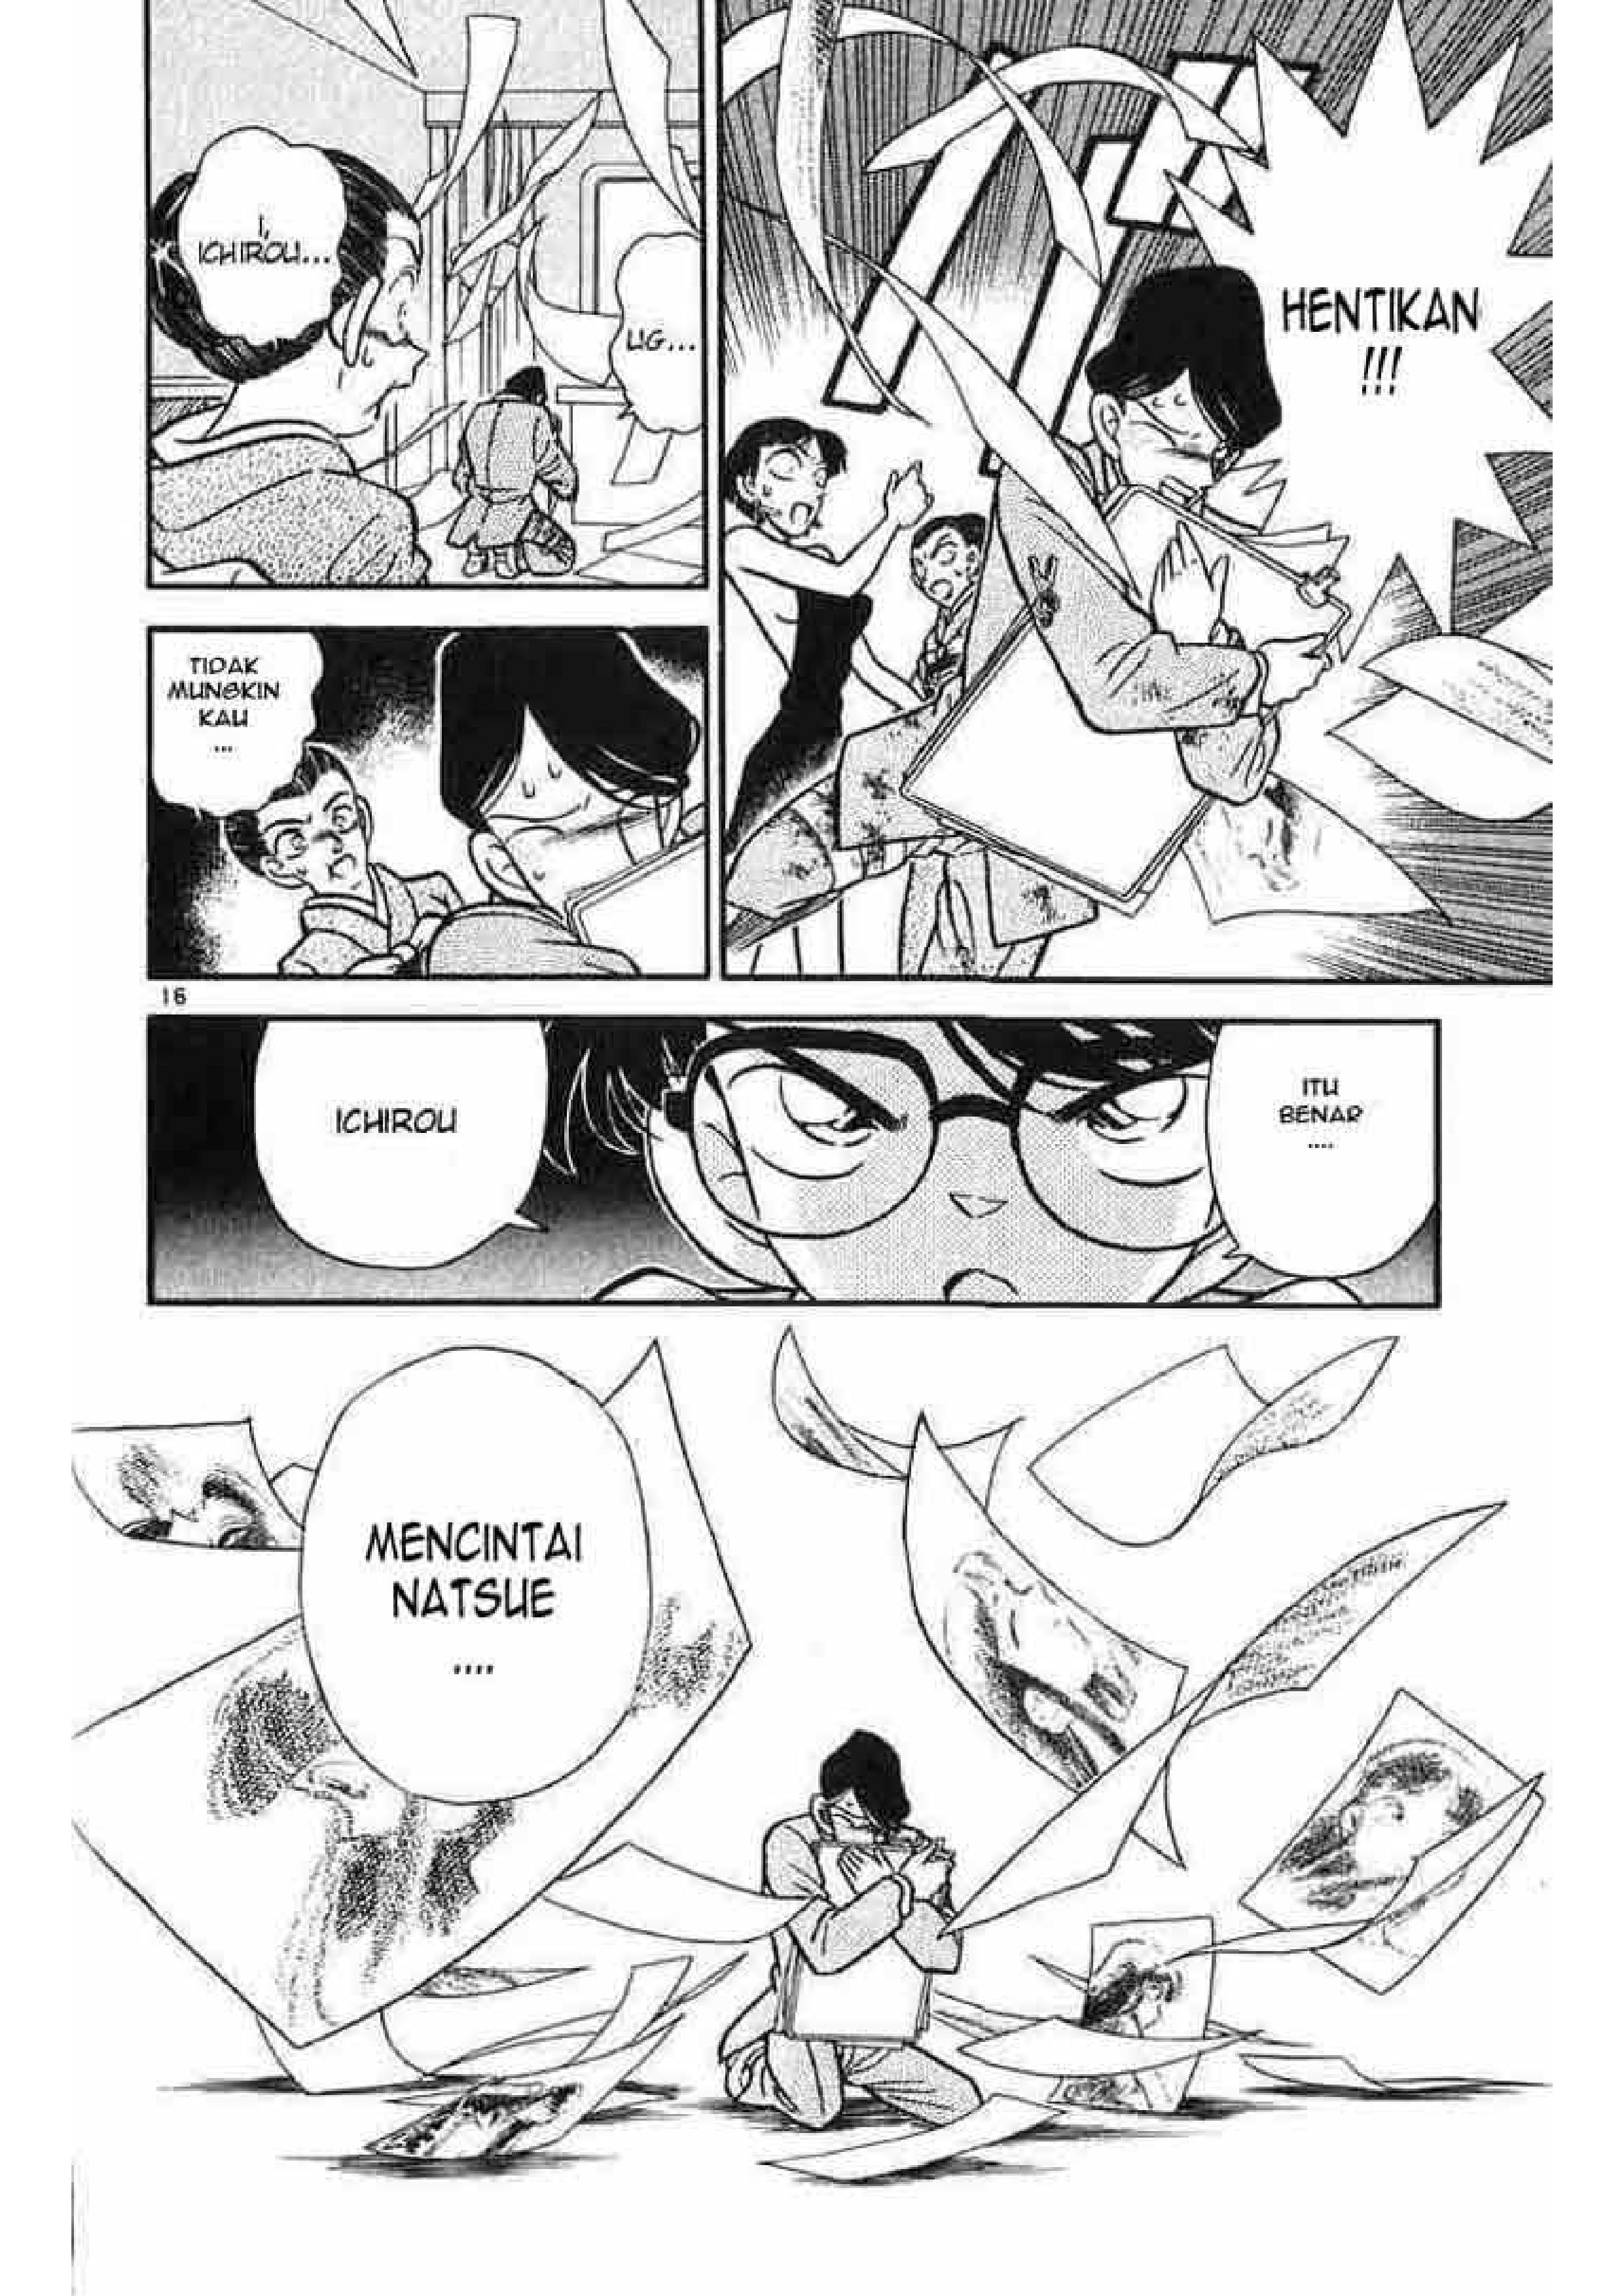 HENTIKAN
!!!
UG...
I,
ICHIROU...
TIDAK
MUNGKIN
KAU
...
16
ITU
BENAR
....
ICHIROU
MENCINTAI
NATSUE
....